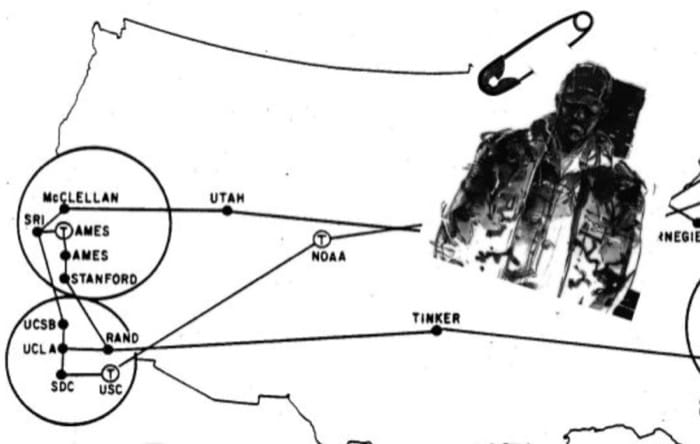 McCLELLAN
UTAH
SRI
T
AMES
T
NOAA
AMES
STANFORD
TINKER
UCSB
RAND
UCLA
SDC
T
USC
RNEGIE